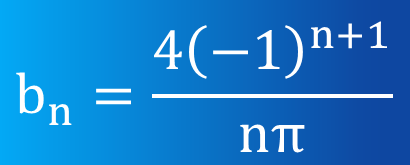 bₙ = 4(−1)ⁿ⁺¹ / nπ